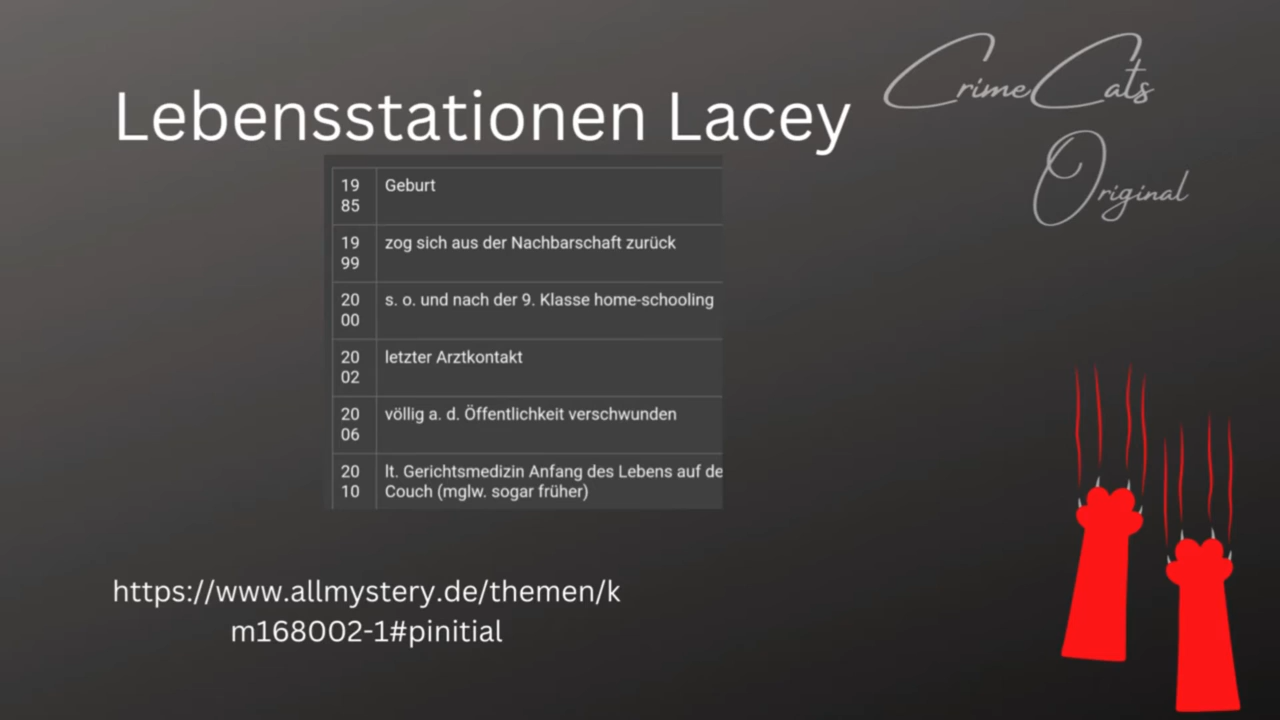 CrimeCats
Original
Lebensstationen Lacey
19 Geburt
85
19 zog sich aus der Nachbarschaft zurück
99
20 s. o. und nach der 9. Klasse home-schooling
00
20 letzter Arztkontakt
02
20 völlig a. d. Öffentlichkeit verschwunden
06
20 lt. Gerichtsmedizin Anfang des Lebens auf de
10 Couch (mglw. sogar früher)
https://www.allmystery.de/themen/k
m168002-1#pinitial